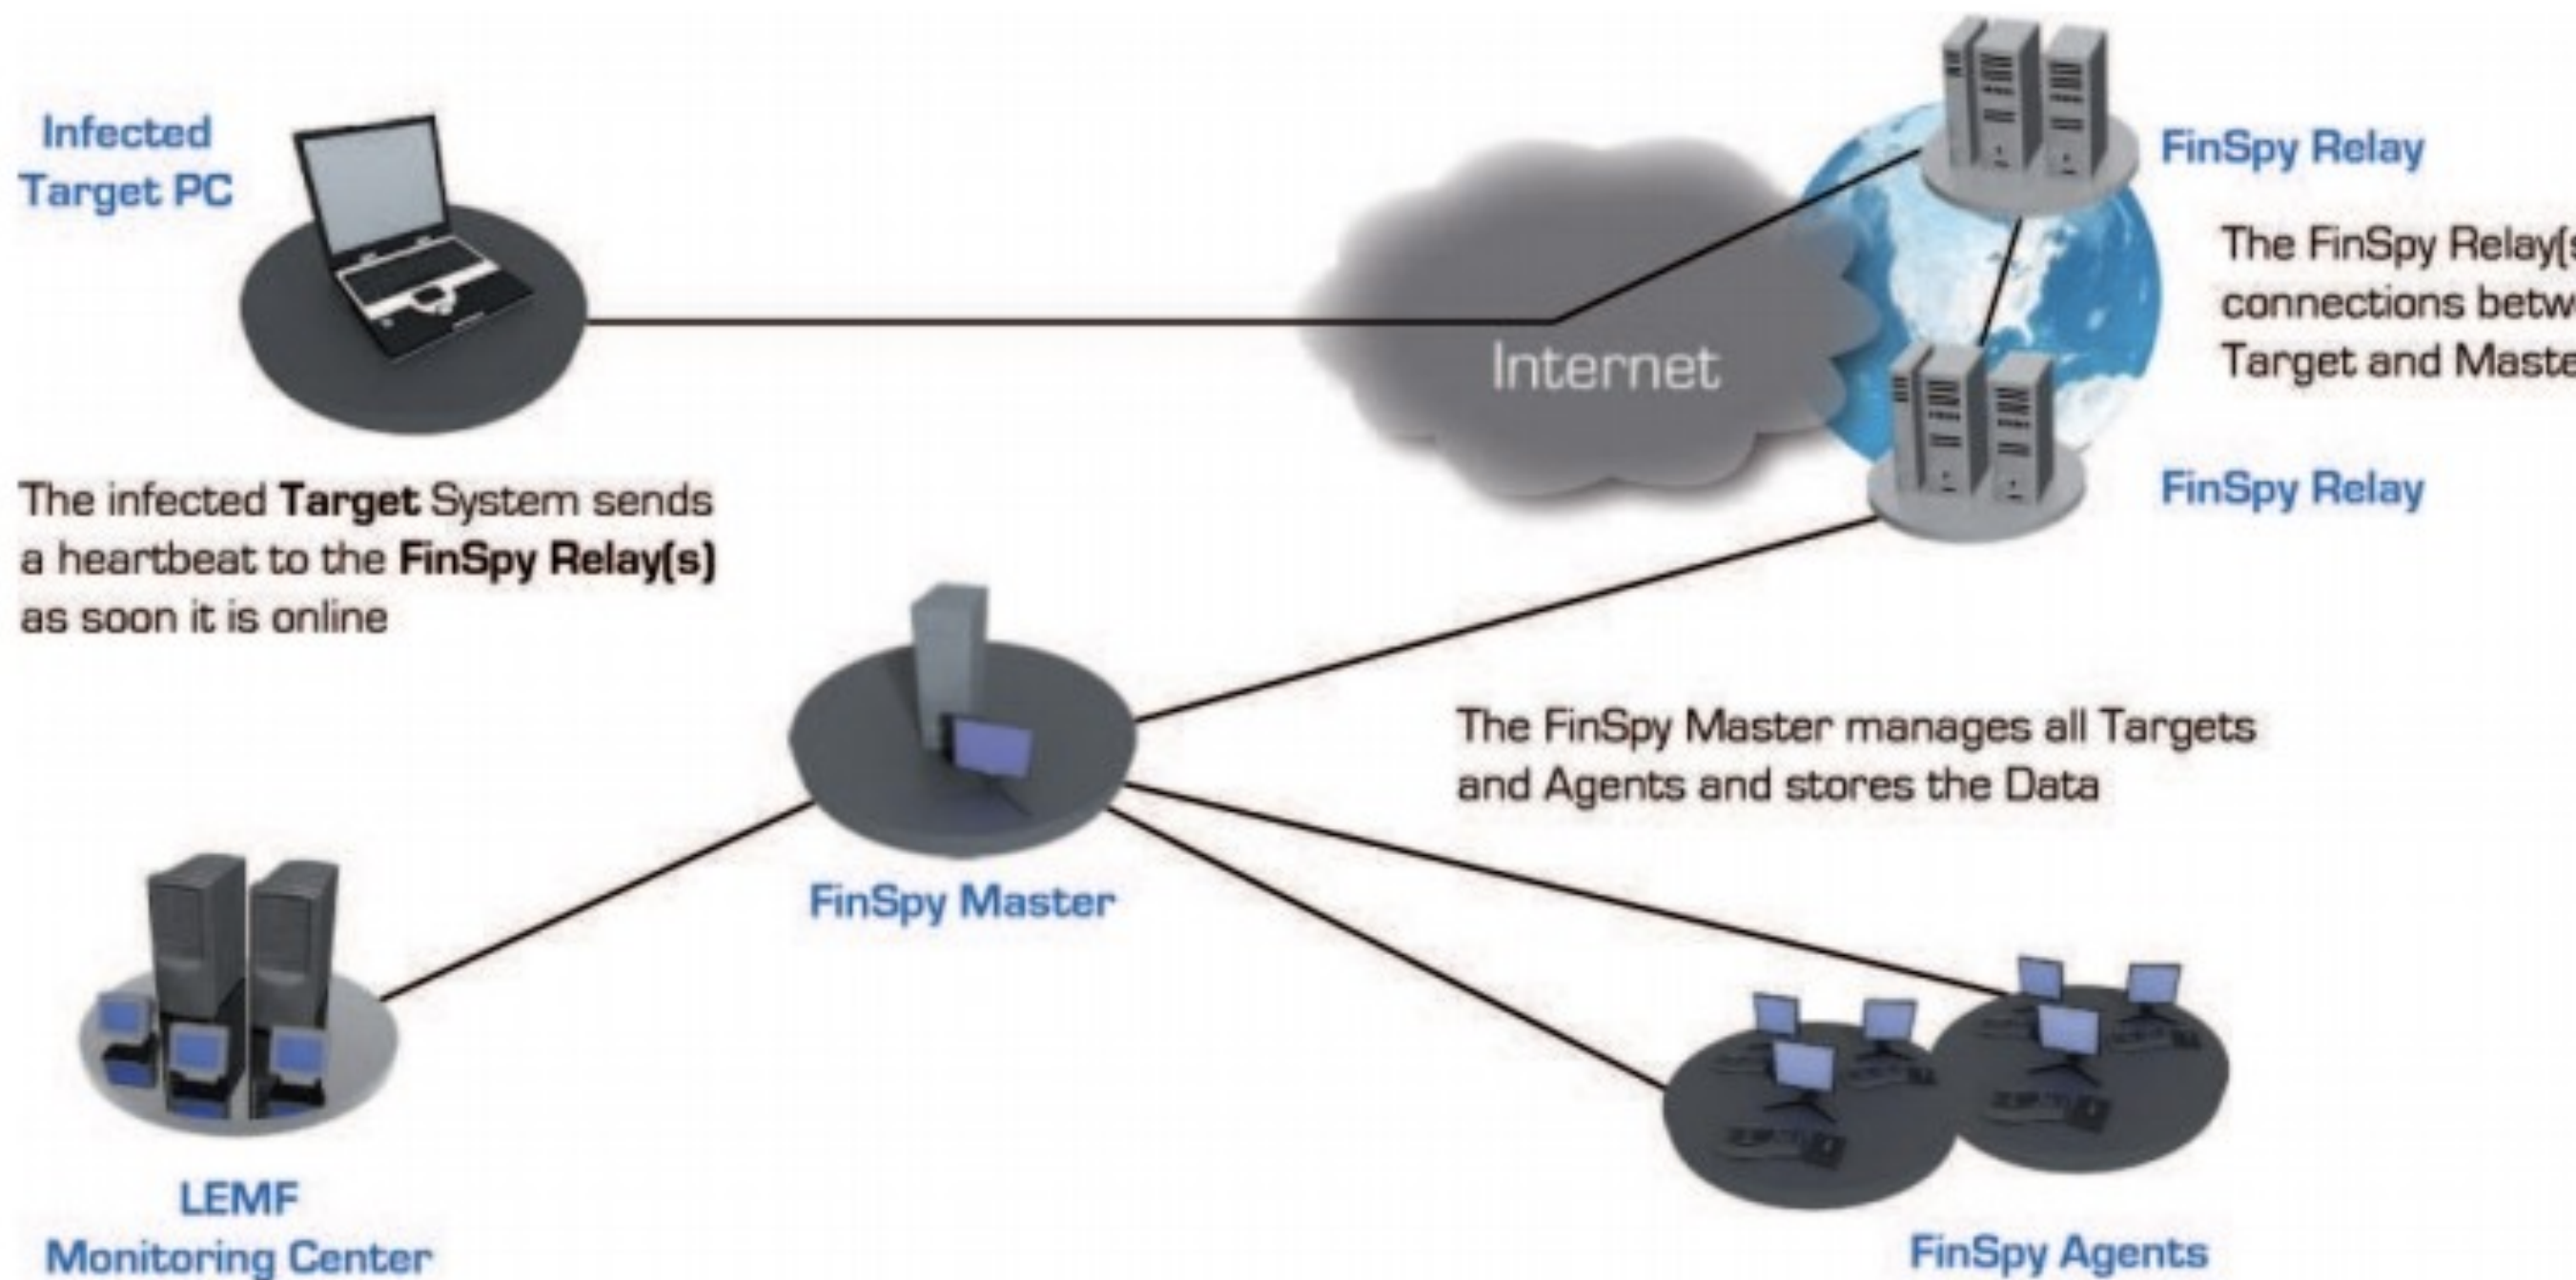 Infected
Target PC
FinSpy Relay
The FinSpy Relay(s
connections betw
Target and Maste
Internet
FinSpy Relay
The infected Target System sends
a heartbeat to the FinSpy Relay(s)
as soon it is online
The FinSpy Master manages all Targets
and Agents and stores the Data
FinSpy Master
LEMF
Monitoring Center
FinSpy Agents